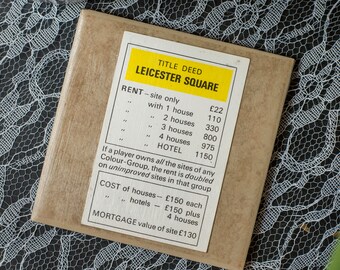 TITLE DEED
LEICESTER SQUARE
RENT – site only £22
„ with 1 house 110
„ „ 2 houses 330
„ „ 3 houses 800
„ „ 4 houses 975
„ „ HOTEL 1150
If a player owns all the sites of any
Colour-Group, the rent is doubled
on unimproved sites in that group
COST of houses – £150 each
„ „ hotels – £150 plus
4 houses
MORTGAGE value of site £130